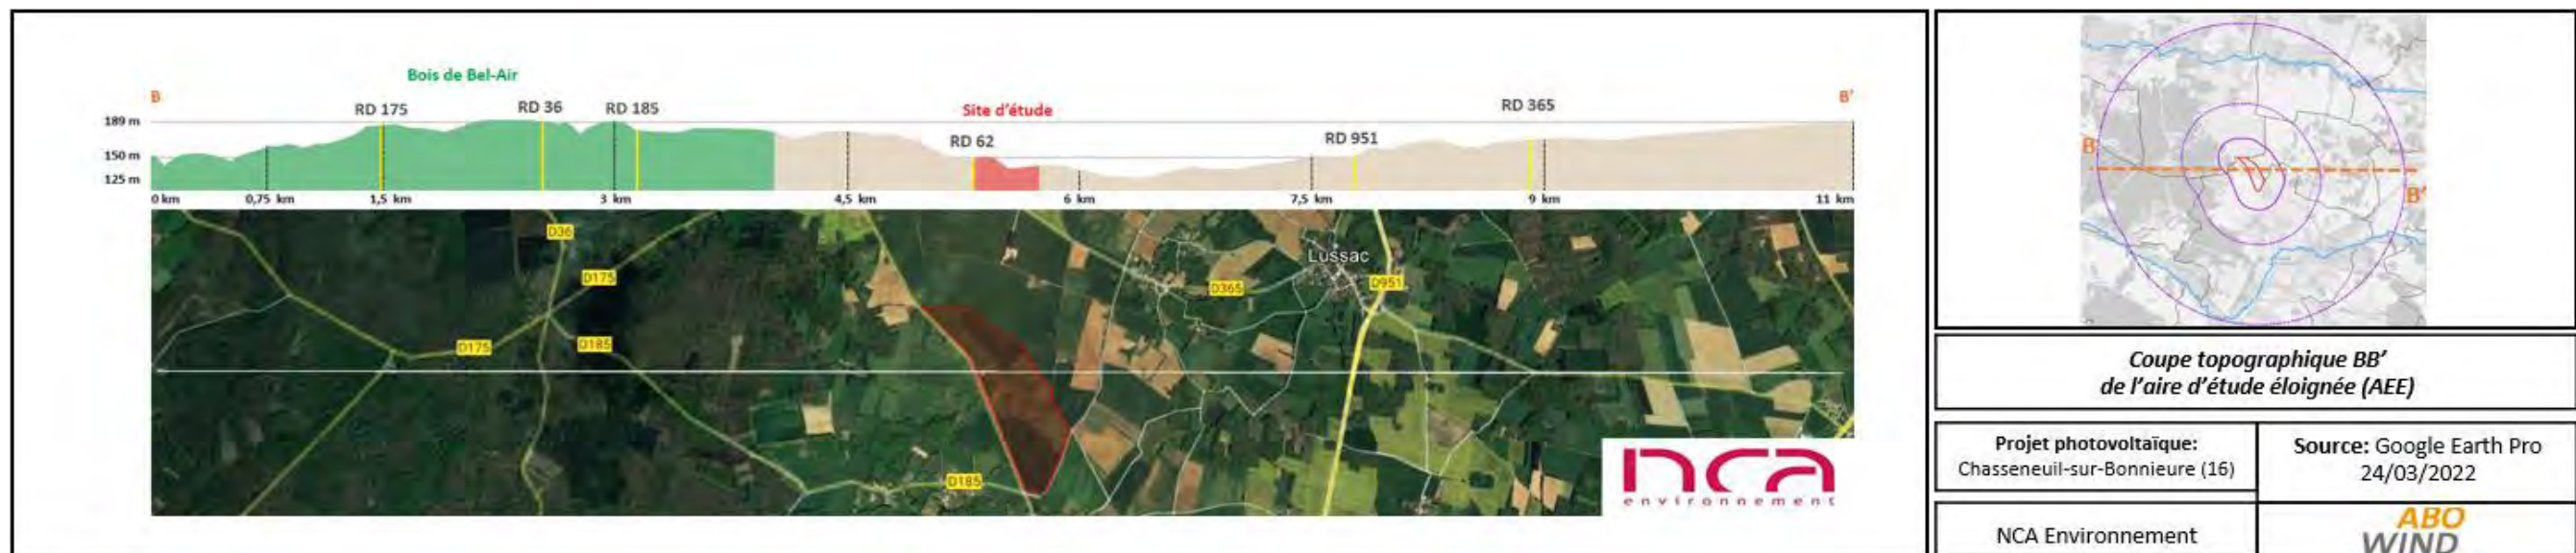 Bois de Bel-Air
B
B'
RD 175
RD 36
RD 185
Site d'étude
RD 365
189 m
RD 62
RD 951
150 m
125 m
0 km
0,75 km
1,5 km
3 km
4,5 km
6 km
7,5 km
9 km
11 km
D36
D175
Lussac
D951
D365
D175
D185
D185
nca
environnement
B
B'
Coupe topographique BB'
de l'aire d'étude éloignée (AEE)
Projet photovoltaïque:
Chasseneuil-sur-Bonnieure (16)
Source: Google Earth Pro
24/03/2022
NCA Environnement
ABO
WIND